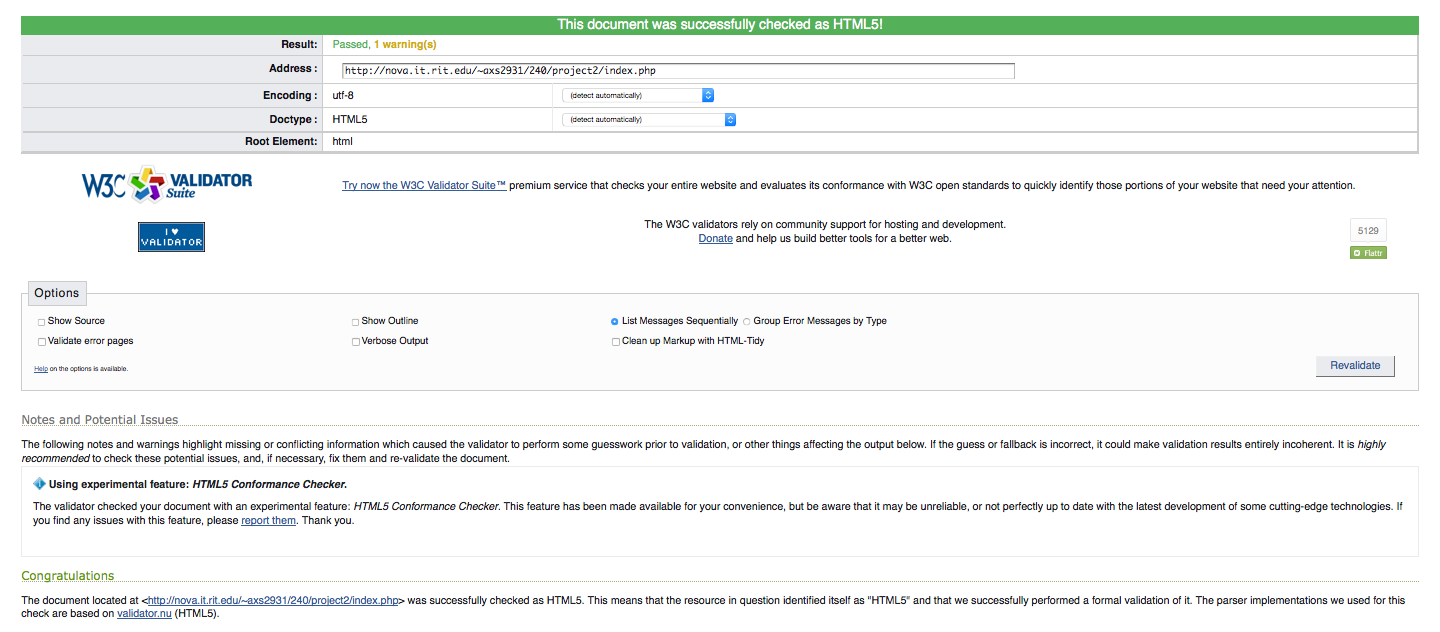 This document was successfully checked as HTML5!
Result: Passed, 1 warning(s)
Address : http://nova.it.rit.edu/~axs2931/240/project2/index.php
Encoding : utf-8 (detect automatically)
Doctype : HTML5 (detect automatically)
Root Element: html
W3C VALIDATOR Suite
Try now the W3C Validator Suite™ premium service that checks your entire website and evaluates its conformance with W3C open standards to quickly identify those portions of your website that need your attention.
I ♥ VALIDATOR
The W3C validators rely on community support for hosting and development.
Donate and help us build better tools for a better web.
5129
Flattr
Options
Show Source Show Outline List Messages Sequentially Group Error Messages by Type
Validate error pages Verbose Output Clean up Markup with HTML-Tidy
Help on the options is available.
Revalidate
Notes and Potential Issues
The following notes and warnings highlight missing or conflicting information which caused the validator to perform some guesswork prior to validation, or other things affecting the output below. If the guess or fallback is incorrect, it could make validation results entirely incoherent. It is highly
recommended to check these potential issues, and, if necessary, fix them and re-validate the document.
Using experimental feature: HTML5 Conformance Checker.
The validator checked your document with an experimental feature: HTML5 Conformance Checker. This feature has been made available for your convenience, but be aware that it may be unreliable, or not perfectly up to date with the latest development of some cutting-edge technologies. If
you find any issues with this feature, please report them. Thank you.
Congratulations
The document located at <http://nova.it.rit.edu/~axs2931/240/project2/index.php> was successfully checked as HTML5. This means that the resource in question identified itself as "HTML5" and that we successfully performed a formal validation of it. The parser implementations we used for this
check are based on validator.nu (HTML5).